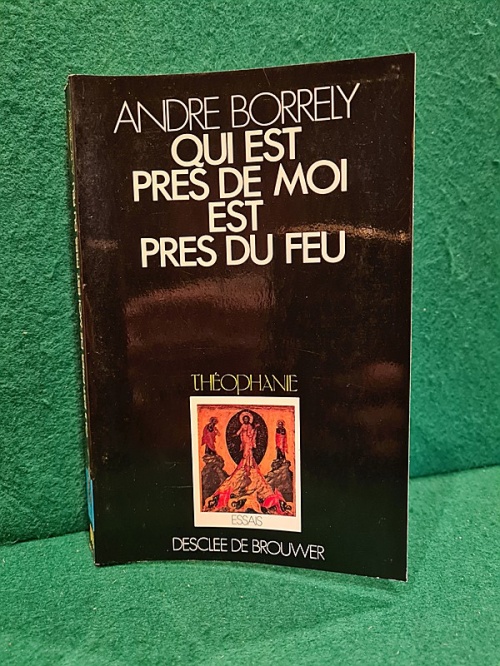 ANDRE BORRELY
QUI EST
PRES DE MOI
EST
PRES DU FEU
THÉOPHANIE
ESSAIS
DESCLEE DE BROUWER